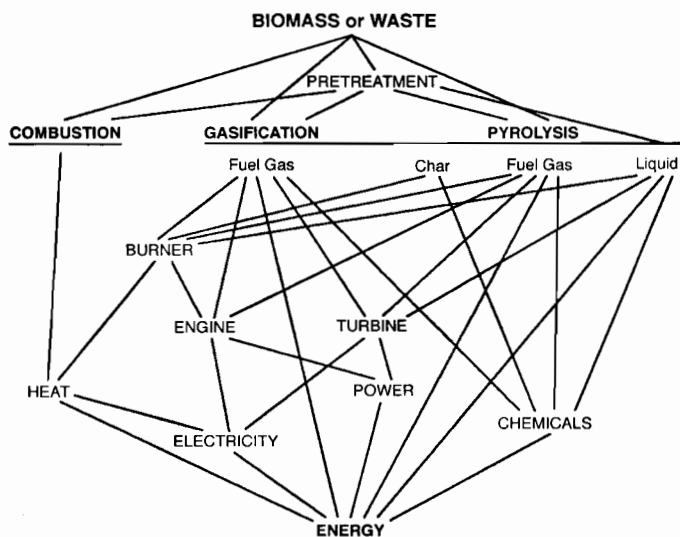 BIOMASS or WASTE
PRETREATMENT
COMBUSTION GASIFICATION PYROLYSIS
Fuel Gas Char Fuel Gas Liquid
BURNER
ENGINE TURBINE
HEAT POWER
CHEMICALS
ELECTRICITY
ENERGY